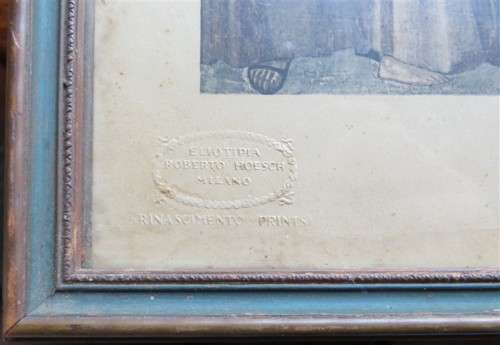 ELIOTIPIA
ROBERTO HOESCH
MILANO
RINASCIMENTO PRINTS